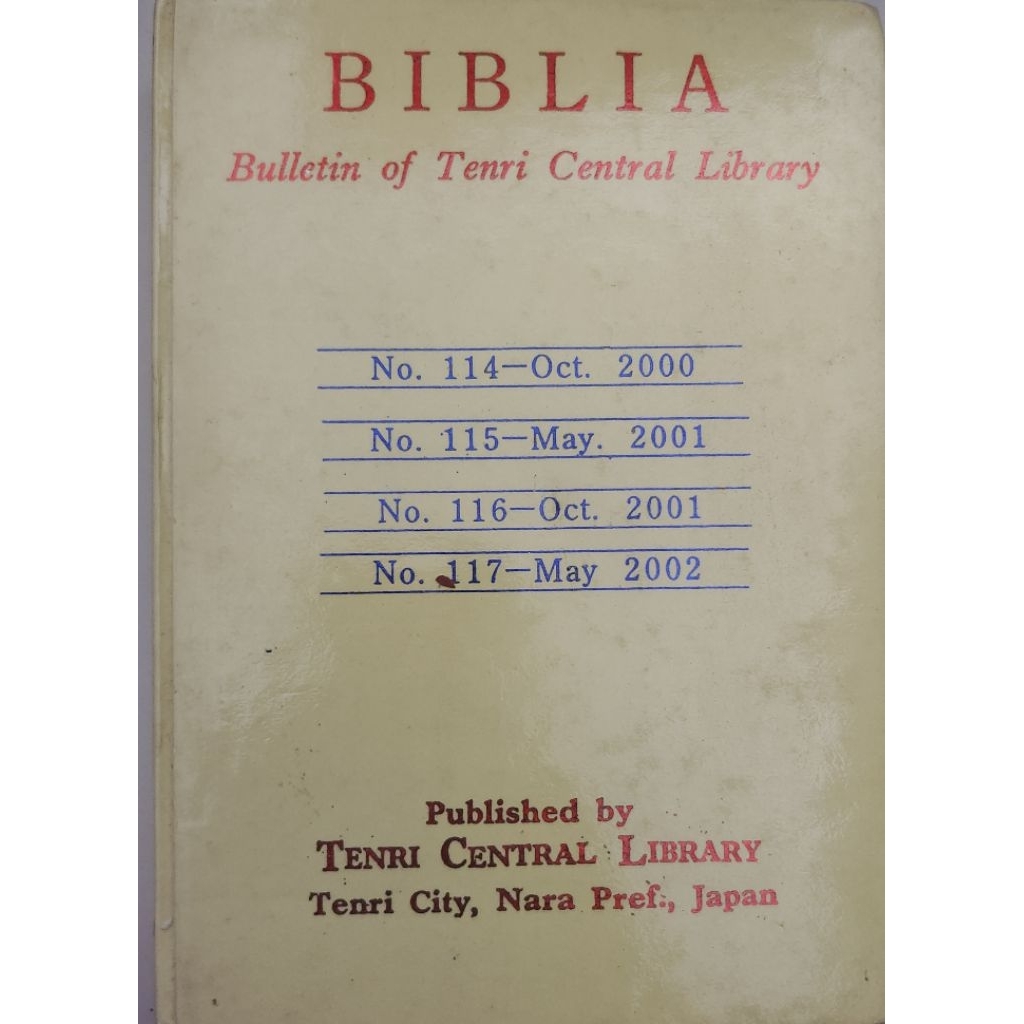 BIBLIA
Bulletin of Tenri Central Library
No. 114—Oct. 2000
No. 115—May. 2001
No. 116—Oct. 2001
No. 117—May 2002
Published by
TENRI CENTRAL LIBRARY
Tenri City, Nara Pref., Japan